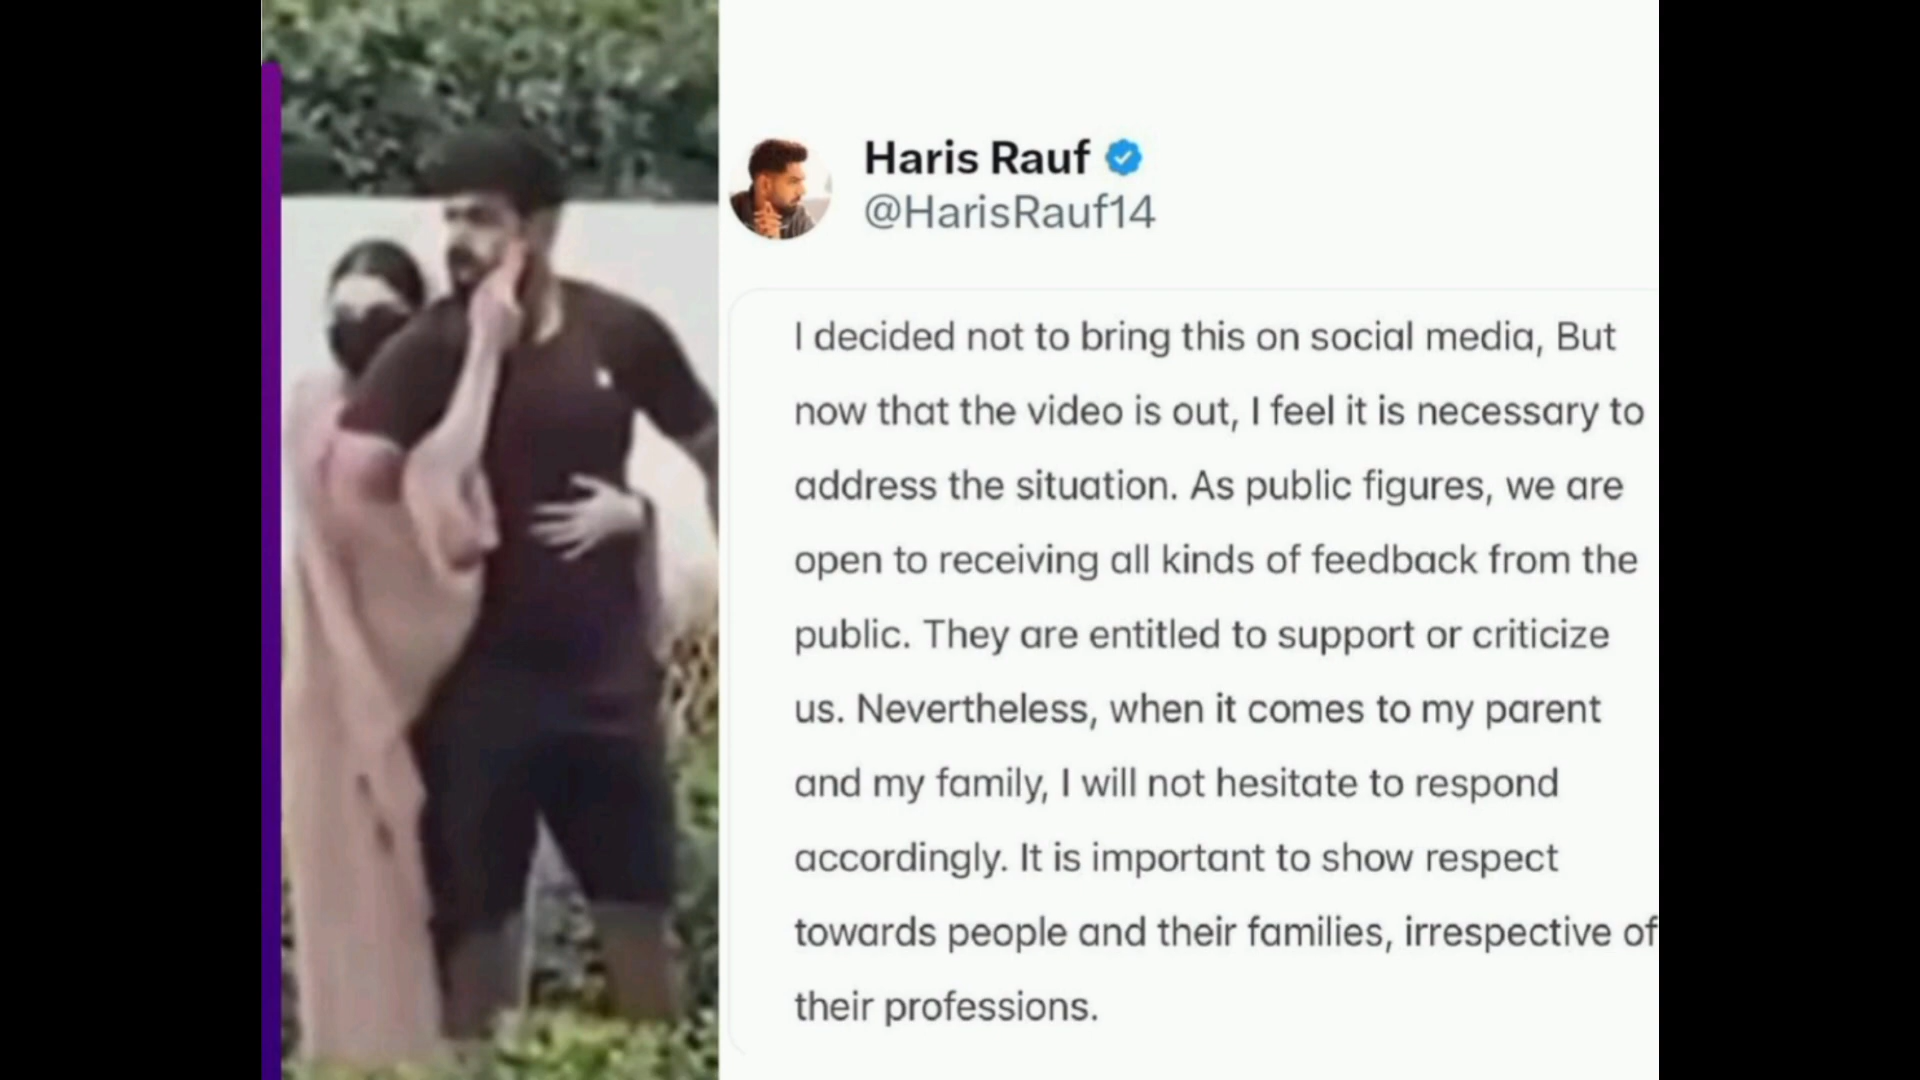 Haris Rauf
@HarisRauf14
I decided not to bring this on social media, But
now that the video is out, I feel it is necessary to
address the situation. As public figures, we are
open to receiving all kinds of feedback from the
public. They are entitled to support or criticize
us. Nevertheless, when it comes to my parent
and my family, I will not hesitate to respond
accordingly. It is important to show respect
towards people and their families, irrespective of
their professions.